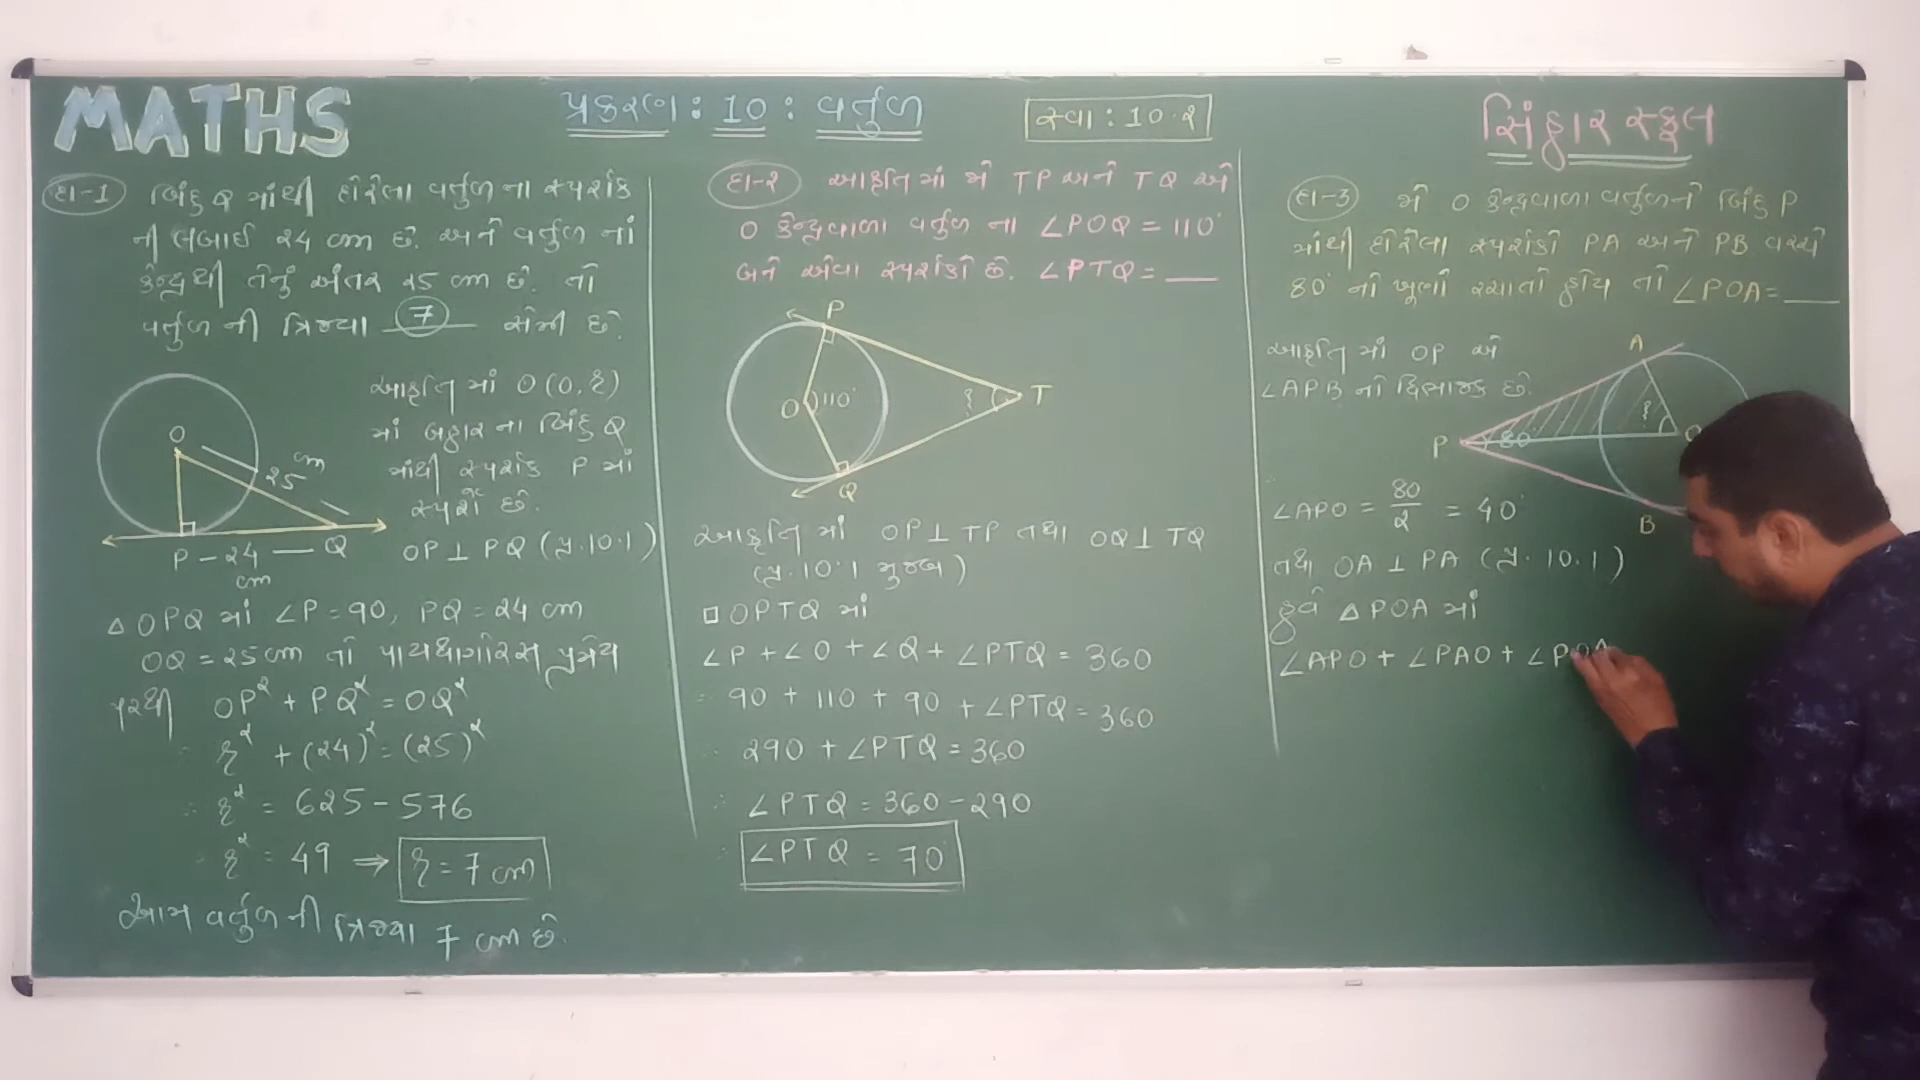 MATHS
પ્રકરણ : 10 : વર્તુળ
સ્વા : 10.2
સિંહાર સ્કૂલ
દા-1 બિંદુ Q માંથી દોરેલા વર્તુળ ના સ્પર્શક
ની લંબાઈ 24 cm છે. અને વર્તુળ નાં
કેન્દ્રથી તેનું અંતર 25 cm છે. તો
વર્તુળ ની ત્રિજ્યા 7 સેમી છે.
O
25 cm
P - 24 — Q
cm
આકૃતિ માં O (O, r)
માં બહાર ના બિંદુ Q
માંથી સ્પર્શક P માં
સ્પર્શે છે.
OP ⊥ PQ (પ્ર. 10.1)
△ OPQ માં ∠P = 90, PQ = 24 cm
OQ = 25 cm તો પાયથાગોરસ પ્રમેય
પરથી OP² + PQ² = OQ²
∴ r² + (24)² = (25)²
∴ r² = 625 - 576
∴ r² = 49 ⇒ r = 7 cm
આમ વર્તુળ ની ત્રિજ્યા 7 cm છે.
દા-2 આકૃતિ માં જો TP અને TQ એ
O કેન્દ્રવાળા વર્તુળ ના ∠POQ = 110°
બને એવા સ્પર્શકો છે. ∠PTQ = ___
P
O 110° ? T
Q
આકૃતિ માં OP ⊥ TP તથા OQ ⊥ TQ
(પ્ર. 10.1 મુજબ)
□ OPTQ માં
∠P + ∠O + ∠Q + ∠PTQ = 360
∴ 90 + 110 + 90 + ∠PTQ = 360
∴ 290 + ∠PTQ = 360
∴ ∠PTQ = 360 - 290
∴ ∠PTQ = 70°
દા-3 જો O કેન્દ્રવાળા વર્તુળને બિંદુ P
માંથી દોરેલા સ્પર્શકો PA અને PB વચ્ચે
80° નો ખૂણો રચાતો હોય તો ∠POA = ___
આકૃતિ માં OP એ
∠APB નો દ્વિભાજક છે.
A
P 80° ? O
B
∠APO = 80/2 = 40°
તથા OA ⊥ PA (પ્ર. 10.1)
હવે △ POA માં
∠APO + ∠PAO + ∠POA